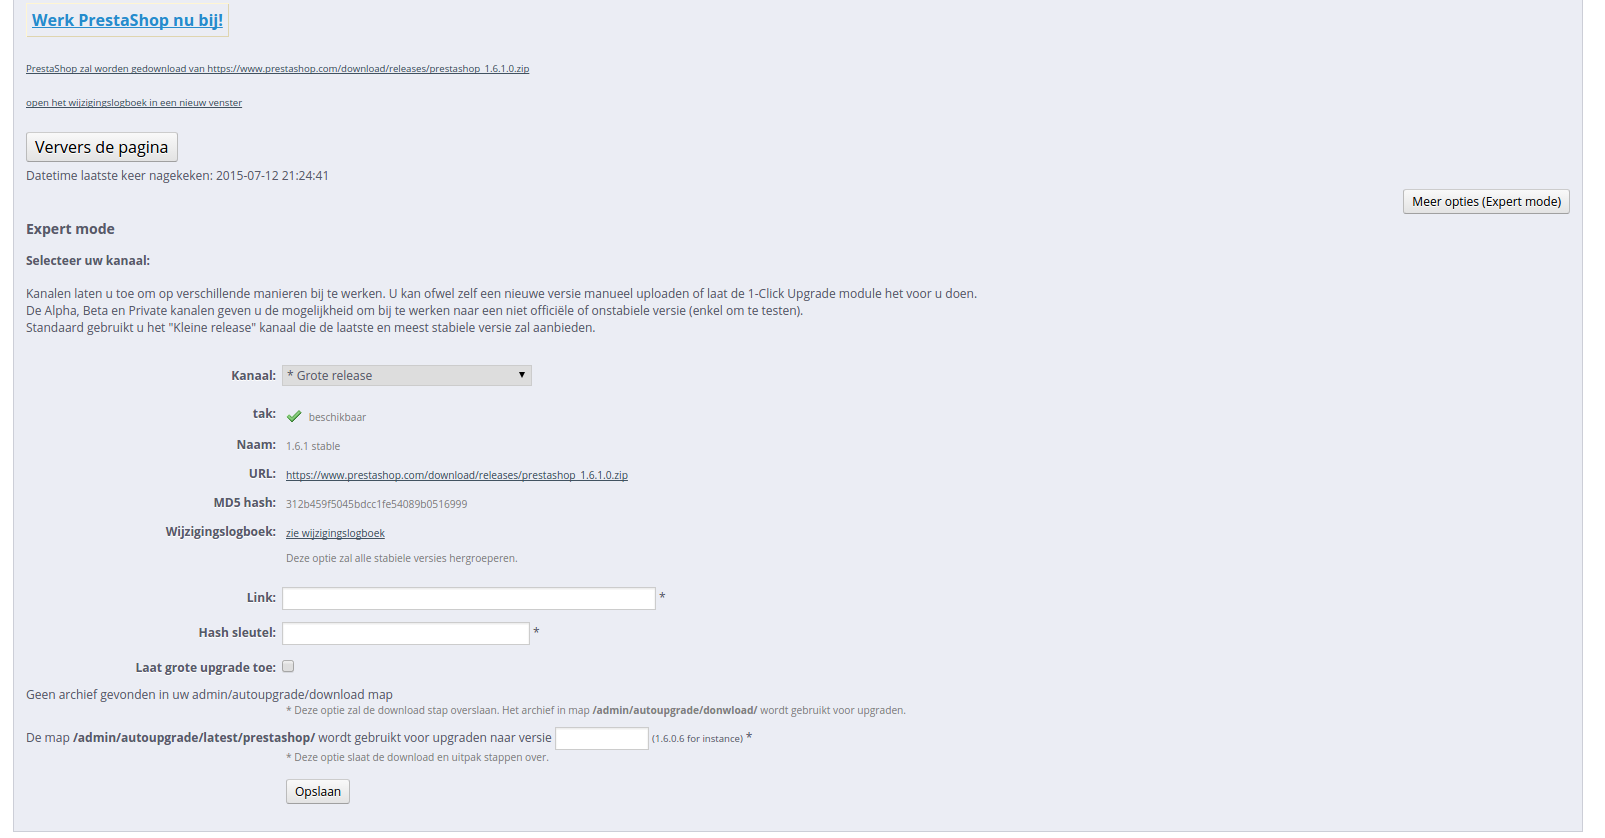 Werk PrestaShop nu bij!
PrestaShop zal worden gedownload van https://www.prestashop.com/download/releases/prestashop_1.6.1.0.zip
open het wijzigingslogboek in een nieuw venster
Ververs de pagina
Datetime laatste keer nagekeken: 2015-07-12 21:24:41
Meer opties (Expert mode)
Expert mode
Selecteer uw kanaal:
Kanalen laten u toe om op verschillende manieren bij te werken. U kan ofwel zelf een nieuwe versie manueel uploaden of laat de 1-Click Upgrade module het voor u doen.
De Alpha, Beta en Private kanalen geven u de mogelijkheid om bij te werken naar een niet officiële of onstabiele versie (enkel om te testen).
Standaard gebruikt u het "Kleine release" kanaal die de laatste en meest stabiele versie zal aanbieden.
Kanaal: * Grote release
tak: beschikbaar
Naam: 1.6.1 stable
URL: https://www.prestashop.com/download/releases/prestashop_1.6.1.0.zip
MD5 hash: 312b459f5045bdcc1fe54089b0516999
Wijzigingslogboek: zie wijzigingslogboek
Deze optie zal alle stabiele versies hergroeperen.
Link: *
Hash sleutel: *
Laat grote upgrade toe:
Geen archief gevonden in uw admin/autoupgrade/download map
* Deze optie zal de download stap overslaan. Het archief in map /admin/autoupgrade/donwload/ wordt gebruikt voor upgraden.
De map /admin/autoupgrade/latest/prestashop/ wordt gebruikt voor upgraden naar versie (1.6.0.6 for instance) *
* Deze optie slaat de download en uitpak stappen over.
Opslaan